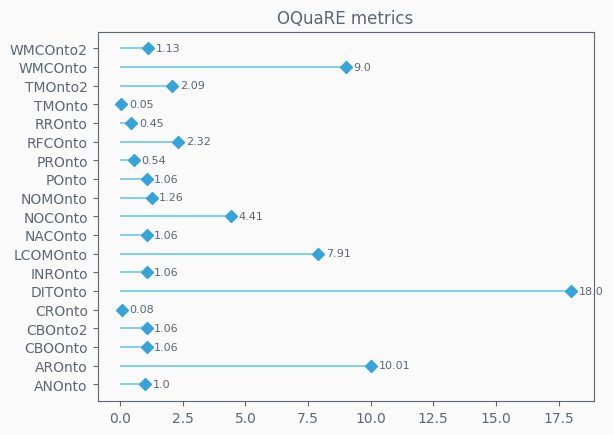 OQuaRE metrics
WMCOnto2 1.13
WMCOnto 9.0
TMOnto2 2.09
TMOnto 0.05
RROnto 0.45
RFCOnto 2.32
PROnto 0.54
POnto 1.06
NOMOnto 1.26
NOCOnto 4.41
NACOnto 1.06
LCOMOnto 7.91
INROnto 1.06
DITOnto 18.0
CROnto 0.08
CBOnto2 1.06
CBOOnto 1.06
AROnto 10.01
ANOnto 1.0
0.0 2.5 5.0 7.5 10.0 12.5 15.0 17.5